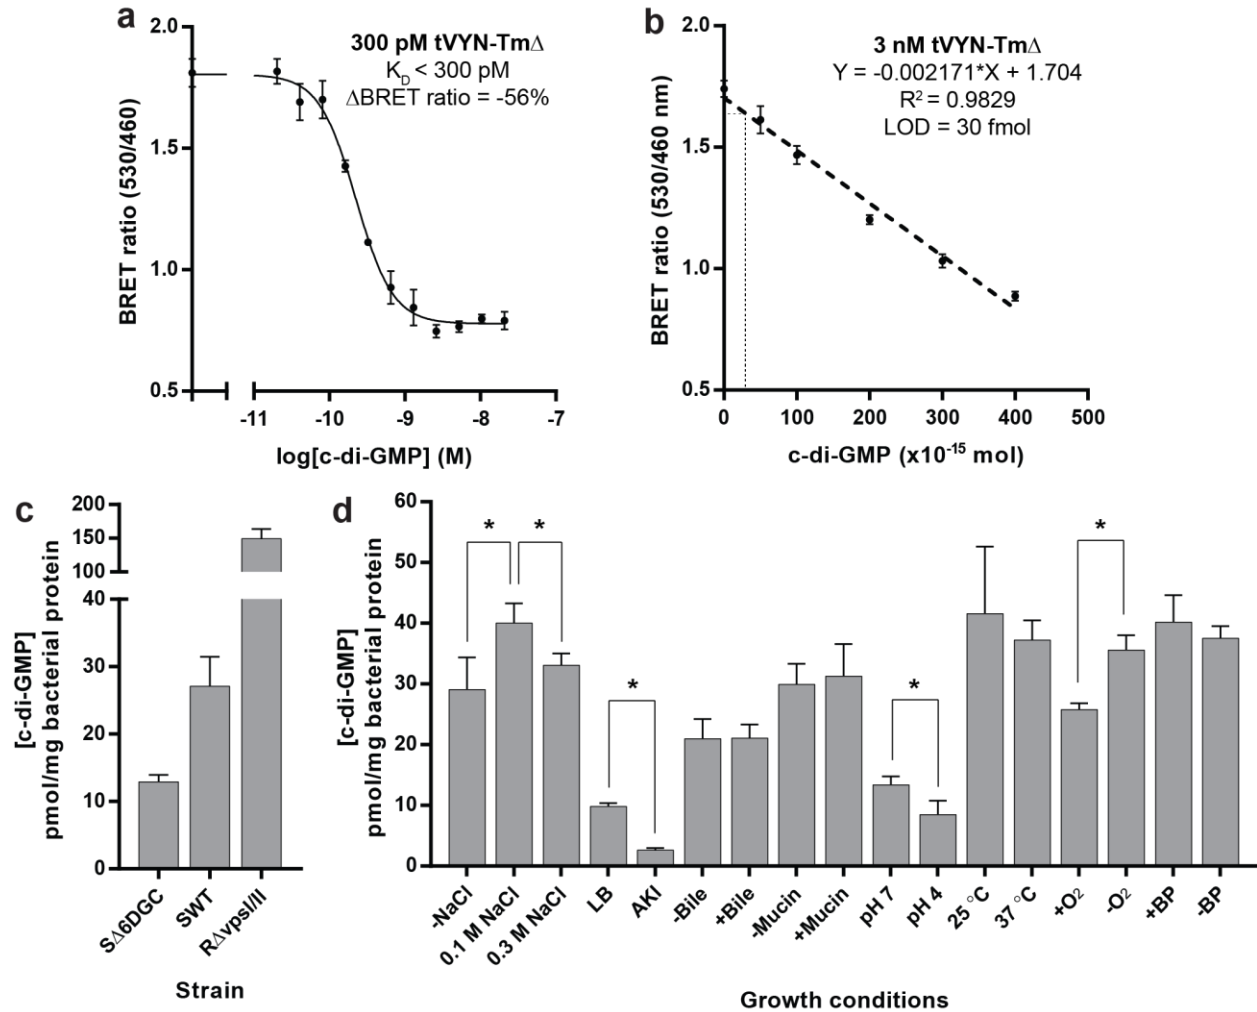 a
300 pM tVYN-TmΔ
K_D < 300 pM
ΔBRET ratio = -56%
BRET ratio (530/460)
2.0
1.5
1.0
0.5
-11 -10 -9 -8 -7
log[c-di-GMP] (M)
b
3 nM tVYN-TmΔ
Y = -0.002171*X + 1.704
R² = 0.9829
LOD = 30 fmol
BRET ratio (530/460 nm)
2.0
1.5
1.0
0.5
0 100 200 300 400 500
c-di-GMP (x10⁻¹⁵ mol)
c
[c-di-GMP]
pmol/mg bacterial protein
200
150
100
40
30
20
10
0
SΔ6DGC
SWT
RΔvpsI/II
Strain
d
[c-di-GMP]
pmol/mg bacterial protein
60
50
40
30
20
10
0
* *
*
*
*
-NaCl
0.1 M NaCl
0.3 M NaCl
LB
AKI
-Bile
+Bile
-Mucin
+Mucin
pH 7
pH 4
25 °C
37 °C
+O₂
-O₂
+BP
-BP
Growth conditions